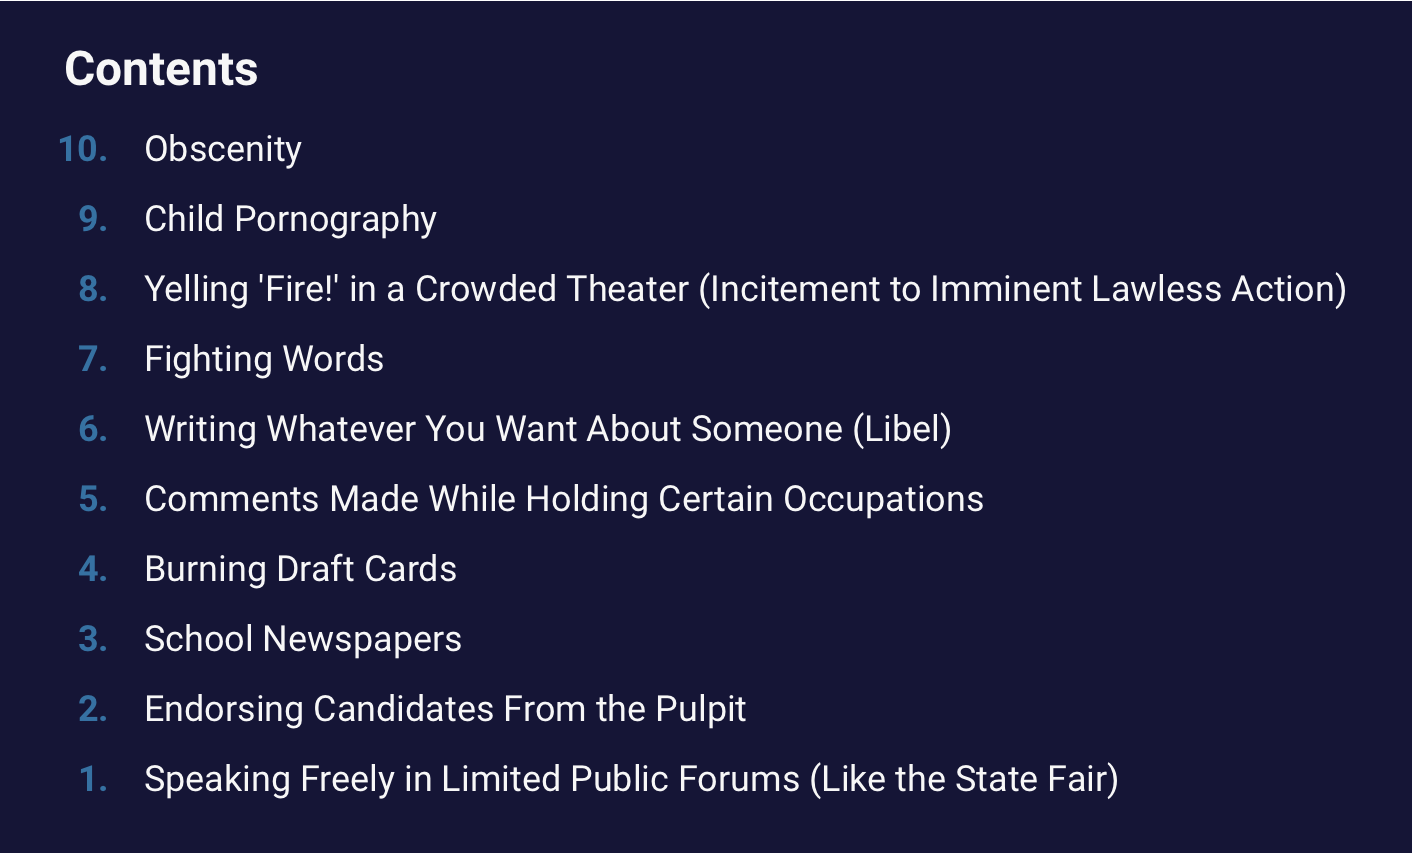 Contents
10. Obscenity
9. Child Pornography
8. Yelling 'Fire!' in a Crowded Theater (Incitement to Imminent Lawless Action)
7. Fighting Words
6. Writing Whatever You Want About Someone (Libel)
5. Comments Made While Holding Certain Occupations
4. Burning Draft Cards
3. School Newspapers
2. Endorsing Candidates From the Pulpit
1. Speaking Freely in Limited Public Forums (Like the State Fair)